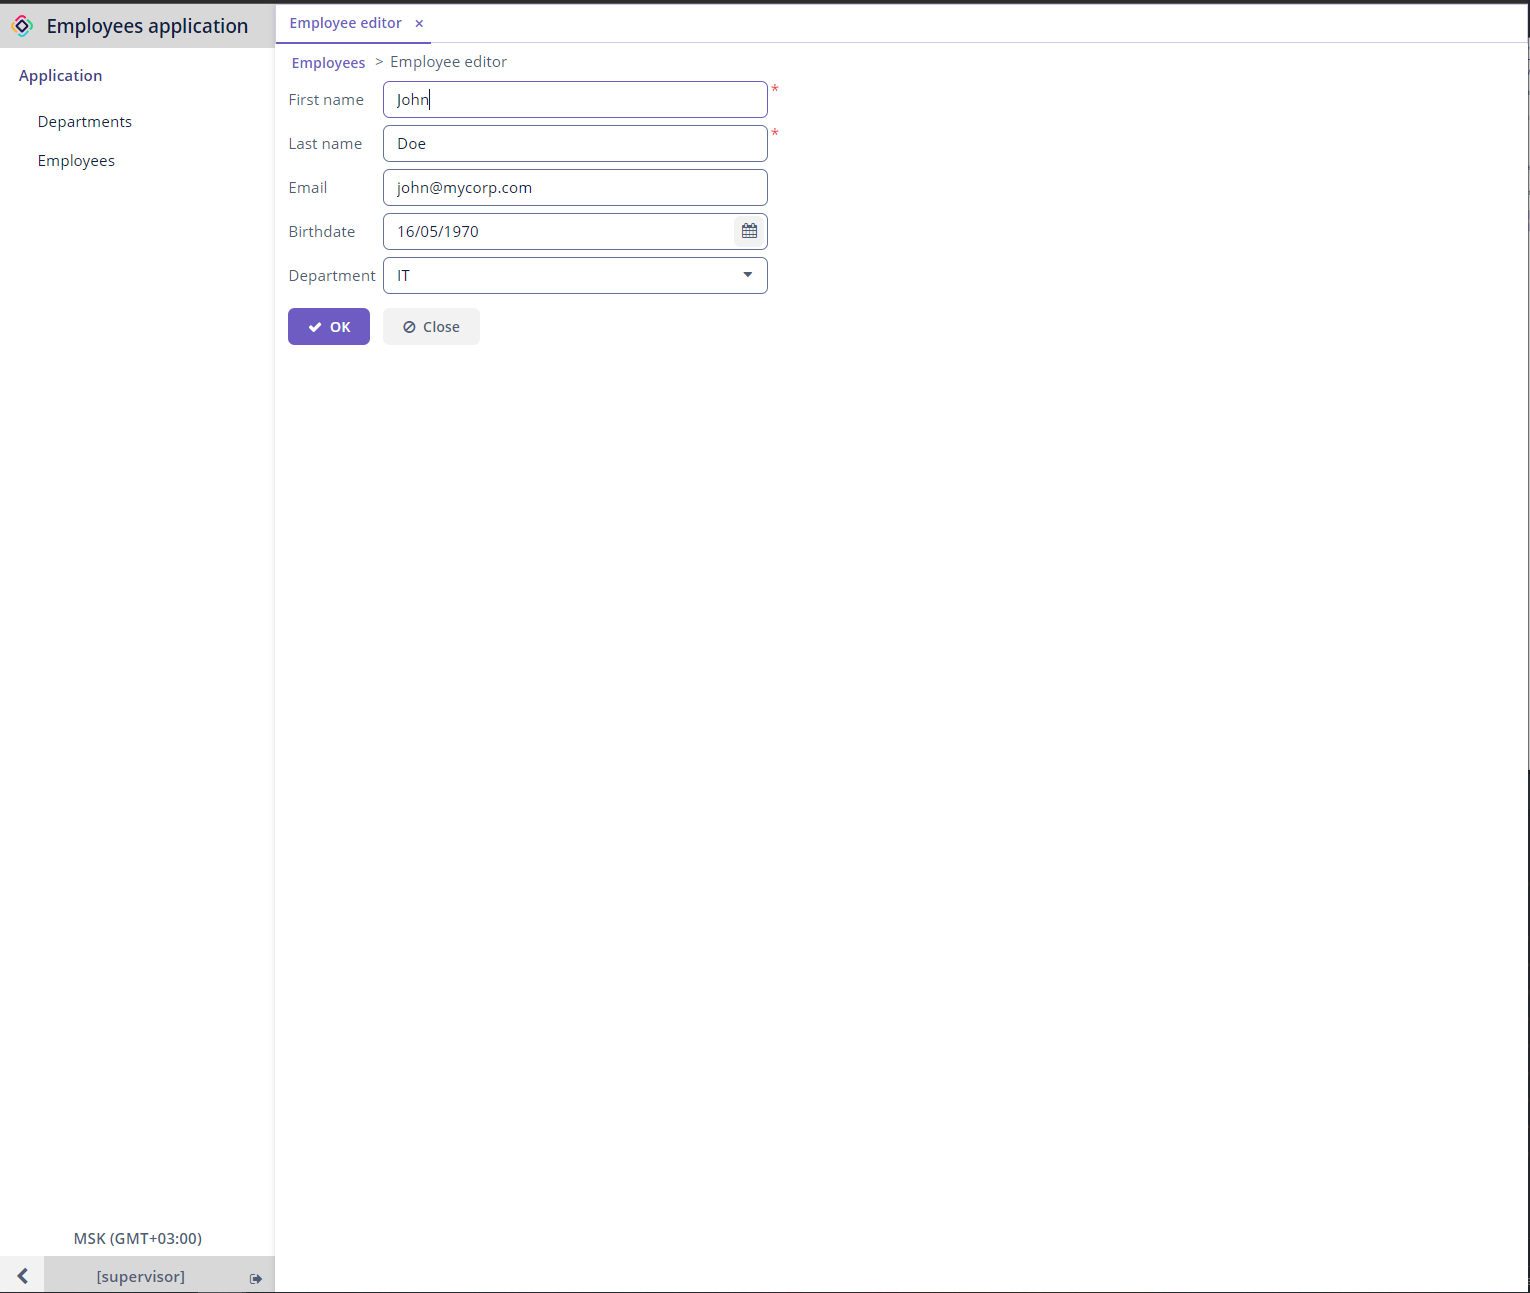 Employees application
Application
Departments
Employees
MSK (GMT+03:00)
[supervisor]
Employee editor ×
Employees > Employee editor
First name John *
Last name Doe *
Email john@mycorp.com
Birthdate 16/05/1970
Department IT
OK Close